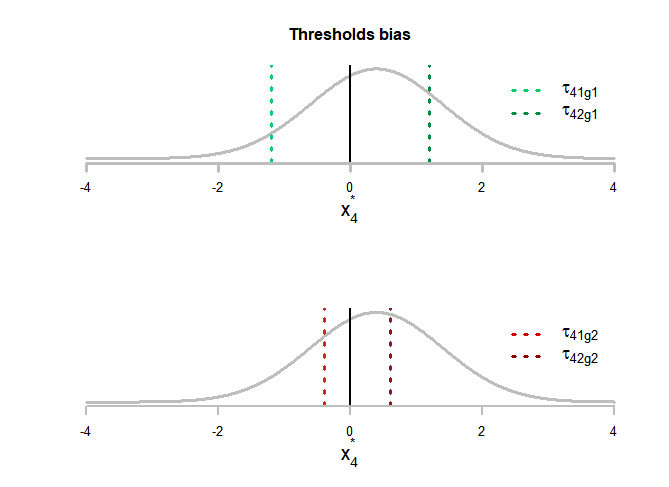 Thresholds bias
τ41g1
τ42g1
-4 -2 0 2 4
X*4
τ41g2
τ42g2
-4 -2 0 2 4
X*4